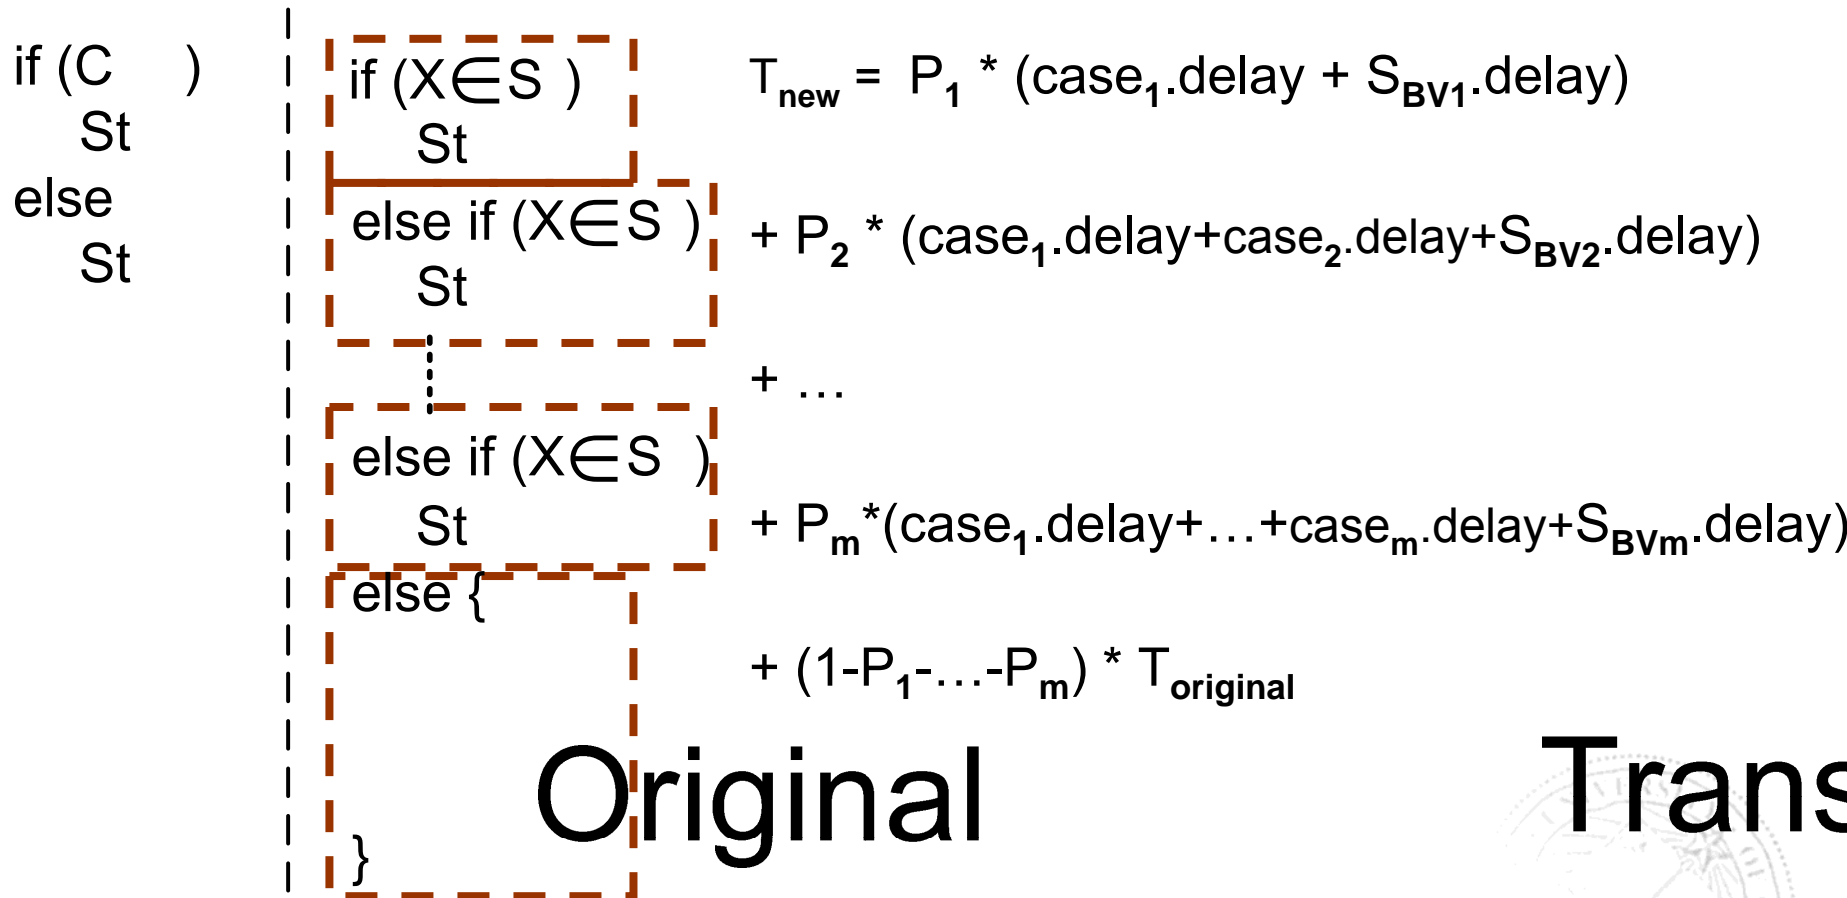 if (C )
St
else
St
if (X∈S )
St
else if (X∈S )
St
else if (X∈S )
St
else {
}
T_new = P_1 * (case_1.delay + S_BV1.delay)
+ P_2 * (case_1.delay+case_2.delay+S_BV2.delay)
+ …
+ P_m*(case_1.delay+…+case_m.delay+S_BVm.delay)
+ (1-P_1-…-P_m) * T_original
Original
Trans